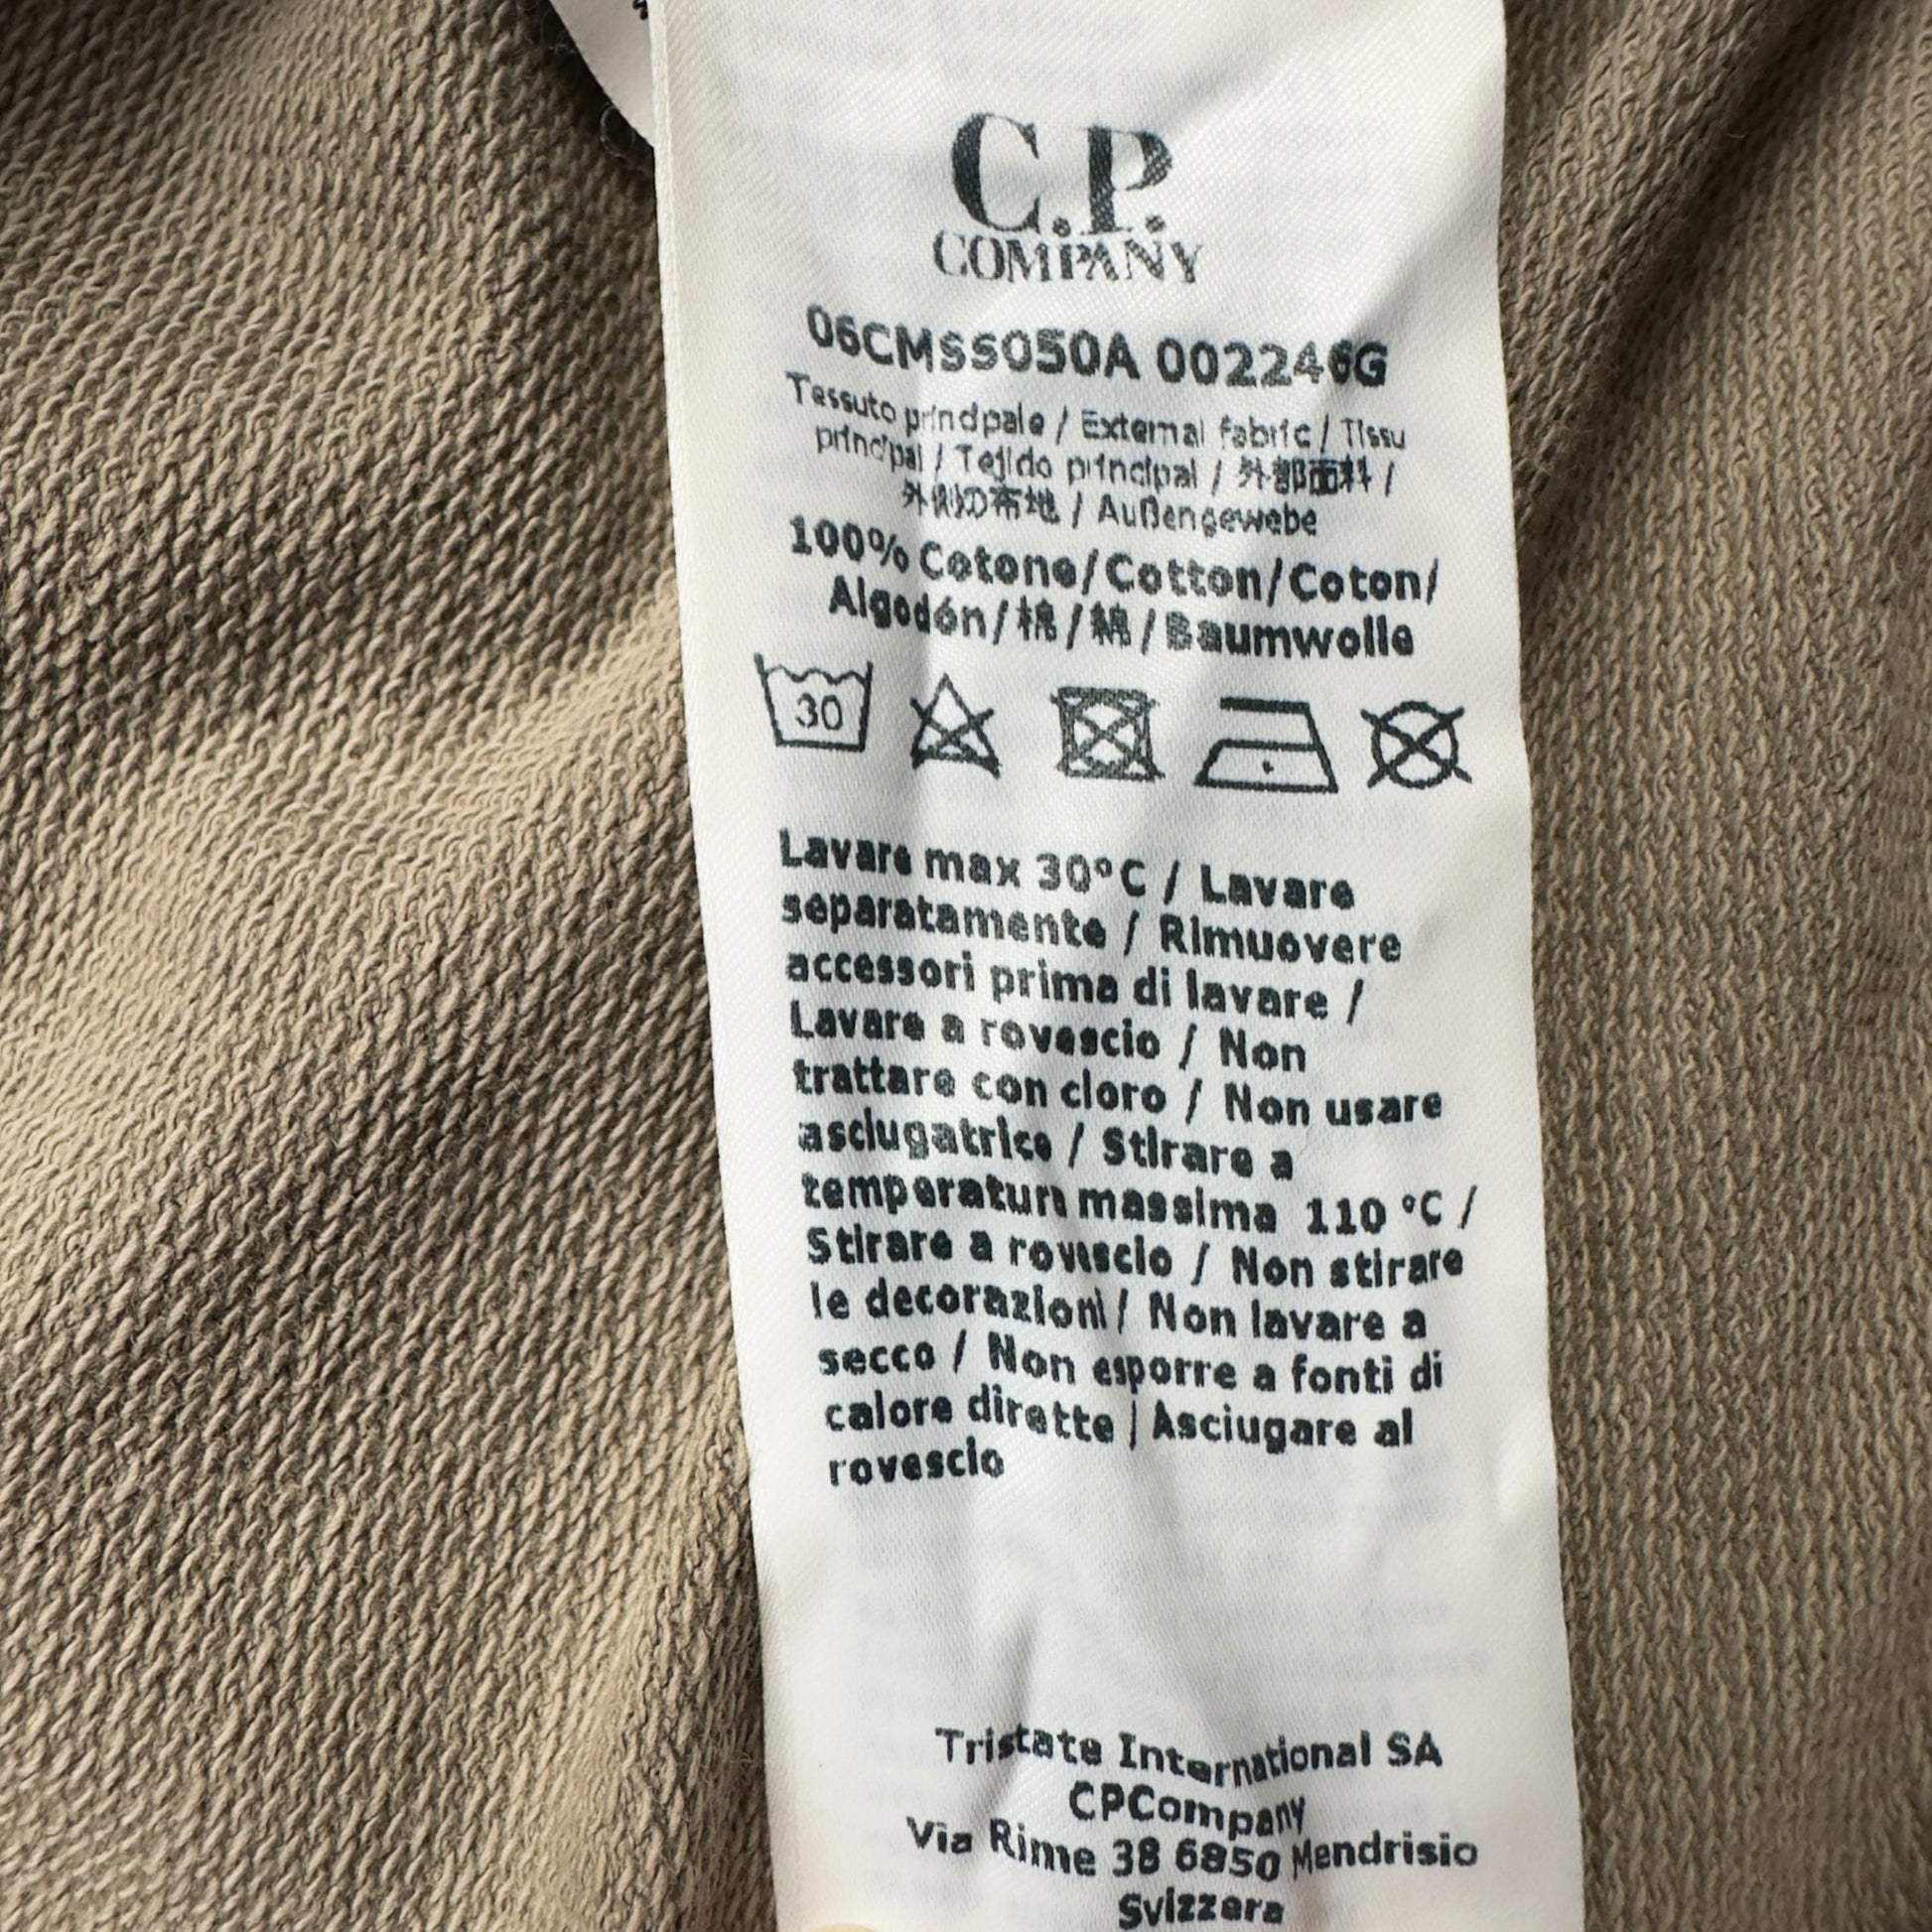 C.P.
COMPANY
06CMSS050A 002246G
Tessuto principale / External fabric / Tissu
principal / Tejido principal / 外部面料 /
外側の布地 / Außengewebe
100% Cotone/Cotton/Coton/
Algodón/棉/綿/Baumwolle
30
Lavare max 30°C / Lavare
separatamente / Rimuovere
accessori prima di lavare /
Lavare a rovescio / Non
trattare con cloro / Non usare
asciugatrice / Stirare a
temperatura massima 110 °C /
Stirare a rovescio / Non stirare
le decorazioni / Non lavare a
secco / Non esporre a fonti di
calore dirette / Asciugare al
rovescio
Tristate International SA
CPCompany
Via Rime 38 6850 Mendrisio
Svizzera